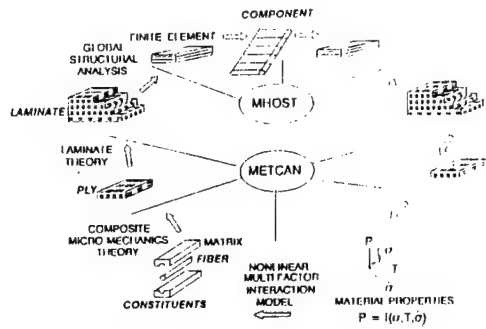 COMPONENT
FINITE ELEMENT
GLOBAL
STRUCTURAL
ANALYSIS
MHOST
LAMINATE
LAMINATE
THEORY
METCAN
PLY
COMPOSITE
MICRO MECHANICS
THEORY
MATRIX
FIBER
CONSTITUENTS
NONLINEAR
MULTI FACTOR
INTERACTION
MODEL
P
σ
T
σ̇
MATERIAL PROPERTIES